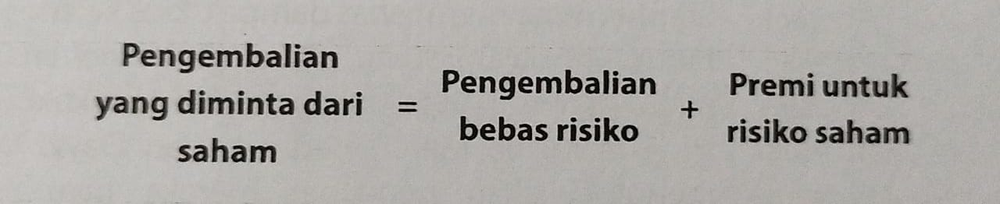 Pengembalian
yang diminta dari
saham
=
Pengembalian
bebas risiko
+
Premi untuk
risiko saham